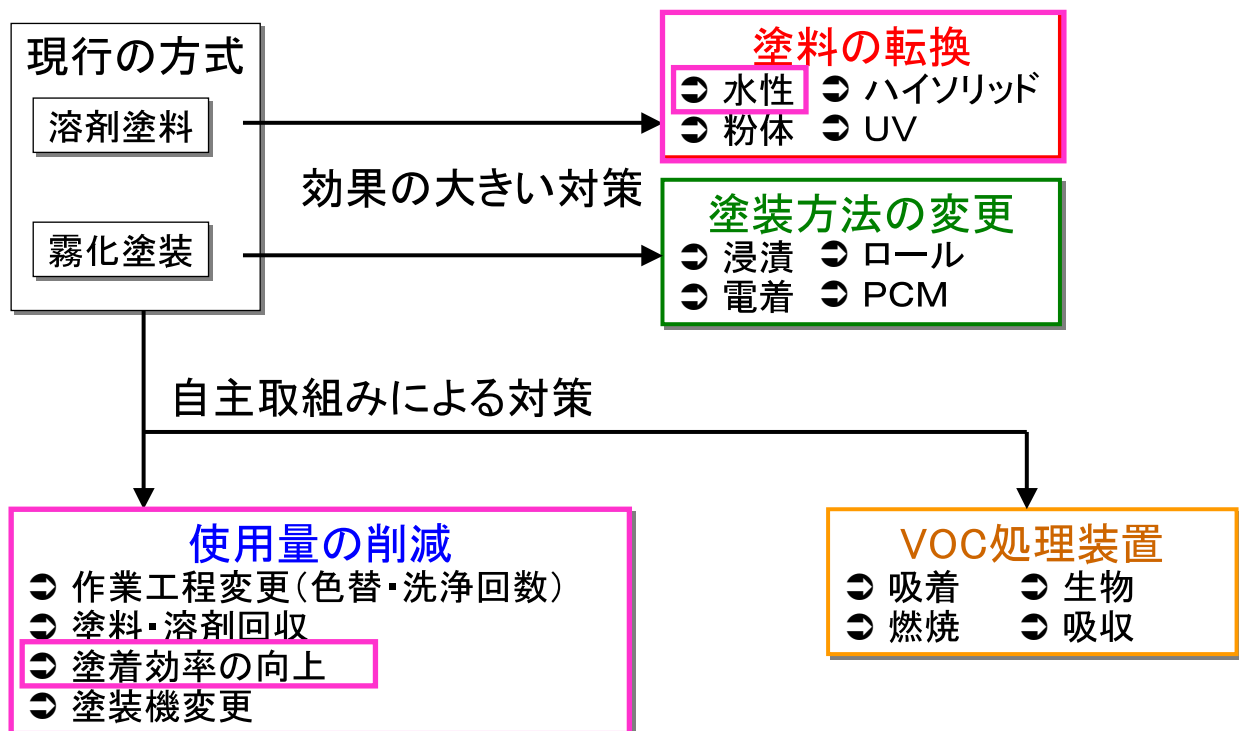 現行の方式
溶剤塗料
霧化塗装
塗料の転換
➲ 水性 ➲ ハイソリッド
➲ 粉体 ➲ UV
効果の大きい対策
塗装方法の変更
➲ 浸漬 ➲ ロール
➲ 電着 ➲ PCM
自主取組みによる対策
使用量の削減
➲ 作業工程変更(色替・洗浄回数)
➲ 塗料・溶剤回収
➲ 塗着効率の向上
➲ 塗装機変更
VOC処理装置
➲ 吸着 ➲ 生物
➲ 燃焼 ➲ 吸収